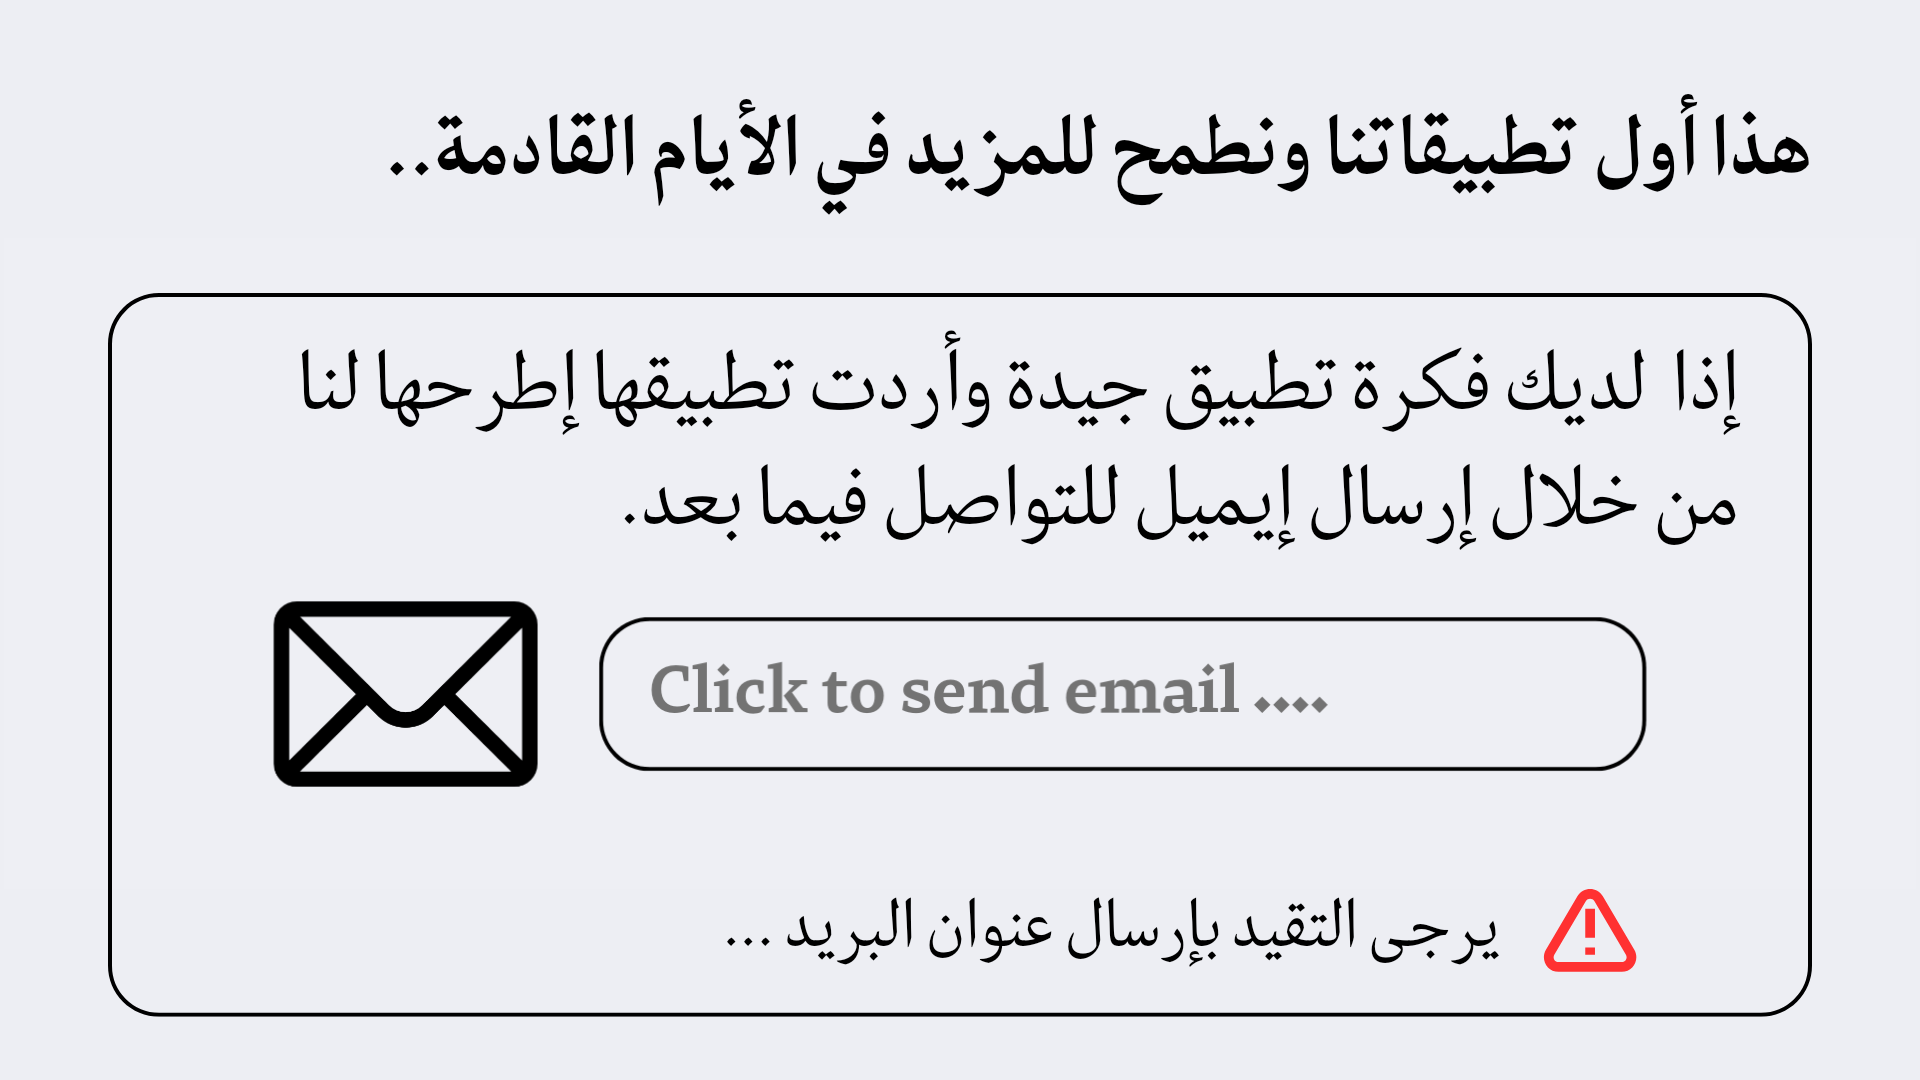 هذا أول تطبيقاتنا ونطمح للمزيد في الأيام القادمة..
إذا لديك فكرة تطبيق جيدة وأردت تطبيقها إطرحها لنا
من خلال إرسال إيميل للتواصل فيما بعد.
Click to send email ....
يرجى التقيد بإرسال عنوان البريد ...